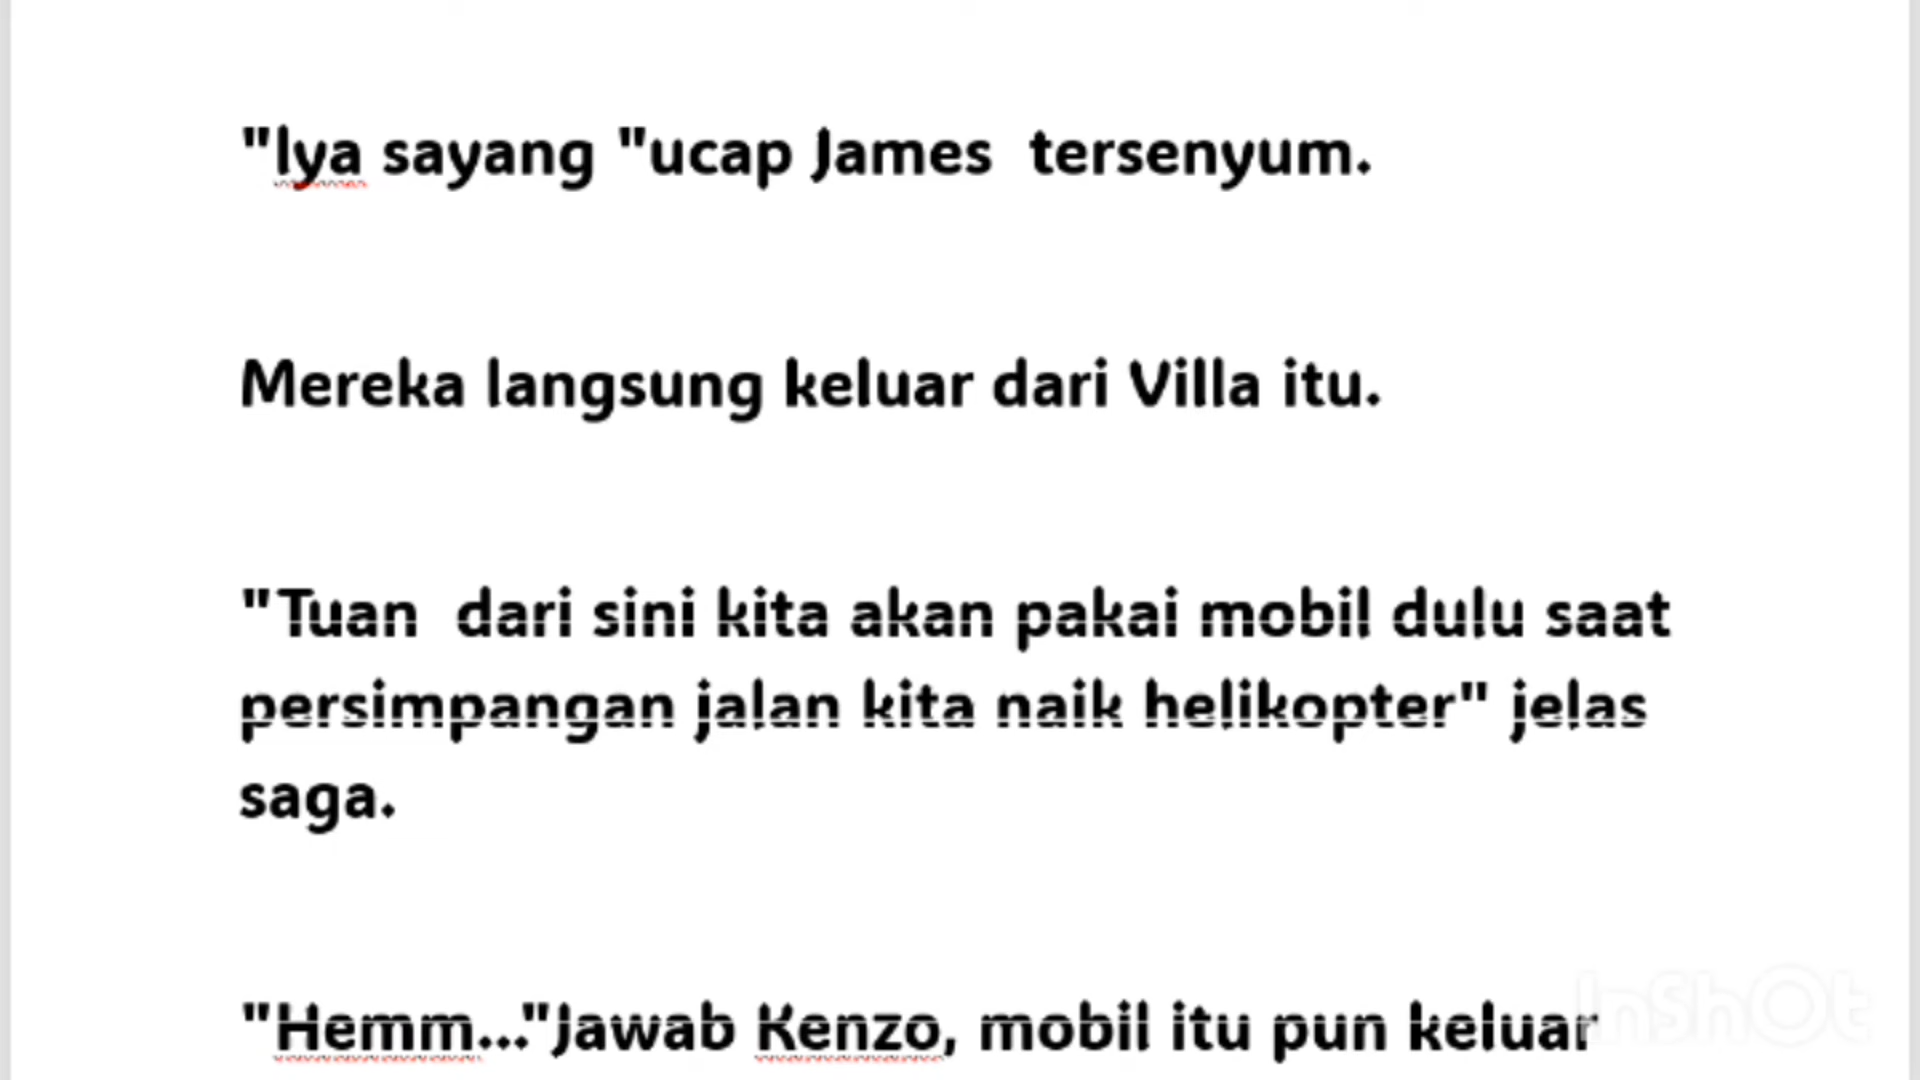 "Iya sayang "ucap James  tersenyum.
Mereka langsung keluar dari Villa itu.
"Tuan  dari sini kita akan pakai mobil dulu saat
persimpangan jalan kita naik helikopter" jelas
saga.
"Hemm..."Jawab Kenzo, mobil itu pun keluar
InShOt